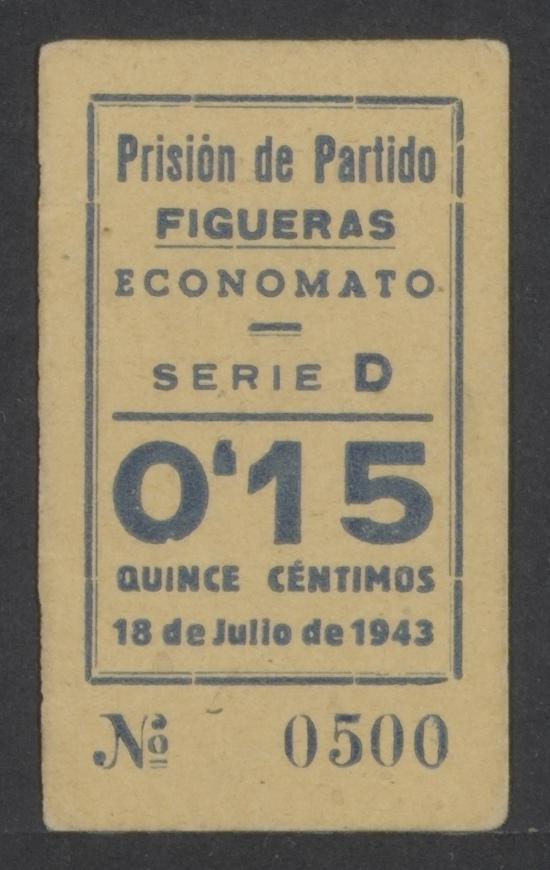 Prisión de Partido
FIGUERAS
ECONOMATO
SERIE D
0'15
QUINCE CÉNTIMOS
18 de Julio de 1943
Nº 0500